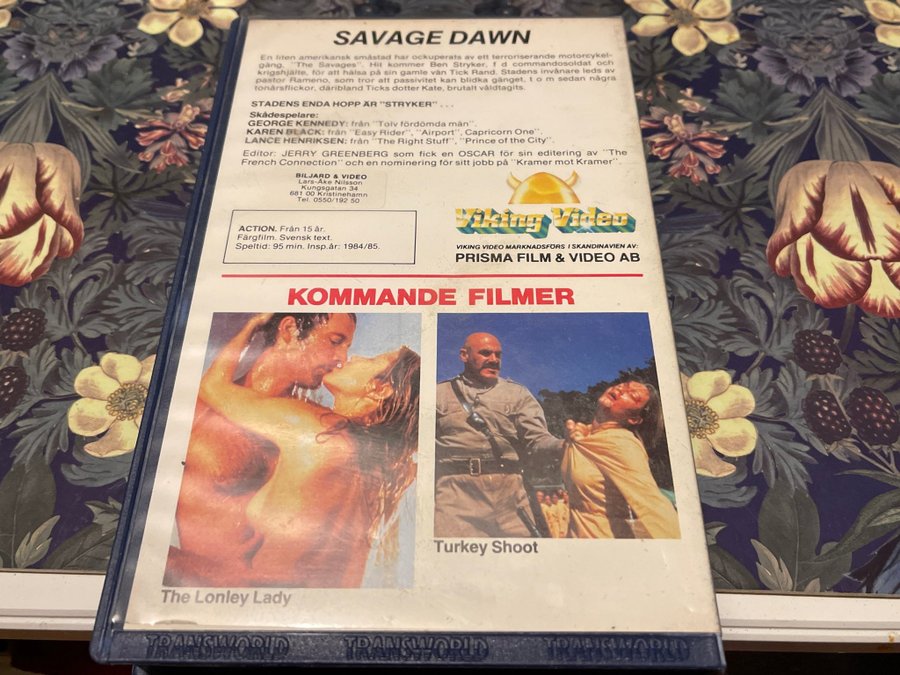 SAVAGE DAWN
En liten amerikansk småstad har ockuperats av ett terroriserande motorcykel-
gäng, "The Savages". Hit kommer Ben Stryker, f d commandosoldat och
krigshjälte, för att hälsa på sin gamle vän Tick Rand. Stadens invånare leds av
pastor Rameno, som tror att passivitet kan blidka gänget, t o m sedan några
tonårsflickor, däribland Ticks dotter Kate, brutalt våldtagits.
STADENS ENDA HOPP ÄR "STRYKER" . . .
Skådespelare:
GEORGE KENNEDY: från "Tolv fördömda män".
KAREN BLACK: från "Easy Rider", "Airport", Capricorn One".
LANCE HENRIKSEN: från "The Right Stuff", "Prince of the City".
Editor: JERRY GREENBERG som fick en OSCAR för sin editering av "The
French Connection" och en nominering för sitt jobb på "Kramer mot Kramer".
BILJARD & VIDEO
Lars-Åke Nilsson
Kungsgatan 34
681 00 Kristinehamn
Tel. 0550/192 50
ACTION. Från 15 år.
Färgfilm. Svensk text.
Speltid: 95 min. Insp.år: 1984/85.
Viking Video
VIKING VIDEO MARKNADSFÖRS I SKANDINAVIEN AV:
PRISMA FILM & VIDEO AB
KOMMANDE FILMER
Turkey Shoot
The Lonley Lady
TRANSWORLD TRANSWORLD TRANSWORLD